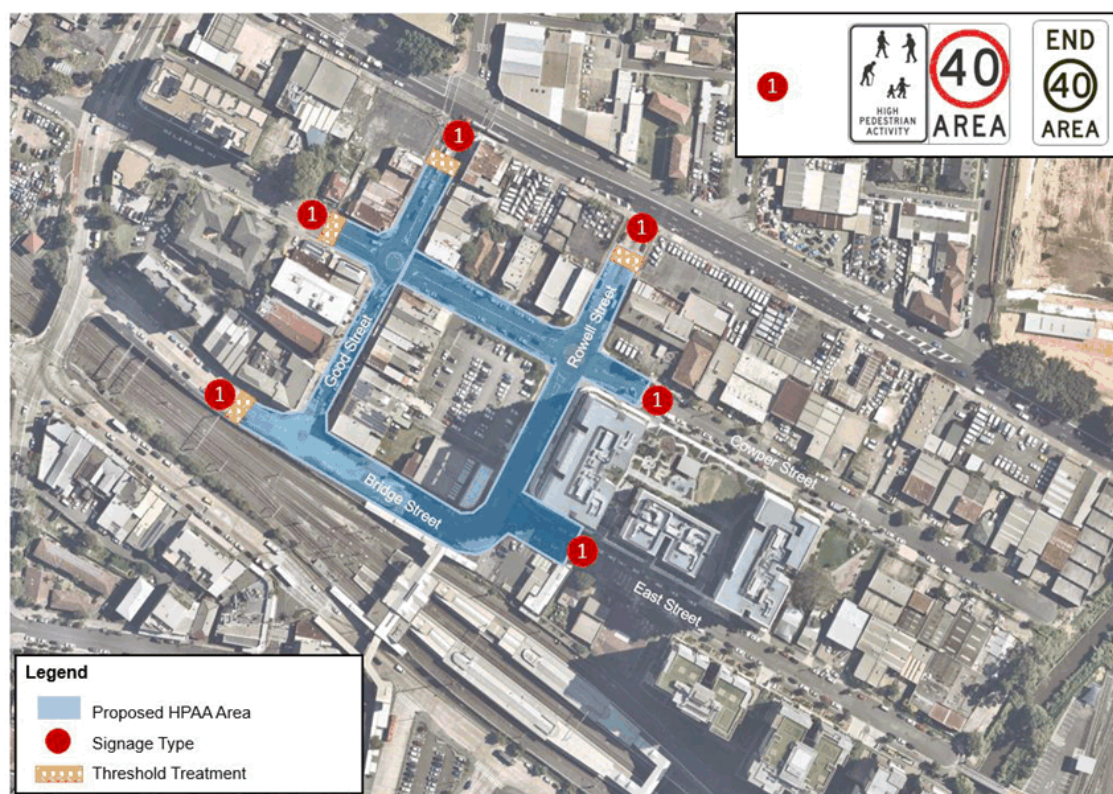 1
HIGH
PEDESTRIAN
ACTIVITY
40
AREA
END
40
AREA
1
1
1
1
1
1
Good Street
Rowell Street
Bridge Street
Cowper Street
East Street
Legend
Proposed HPAA Area
Signage Type
Threshold Treatment